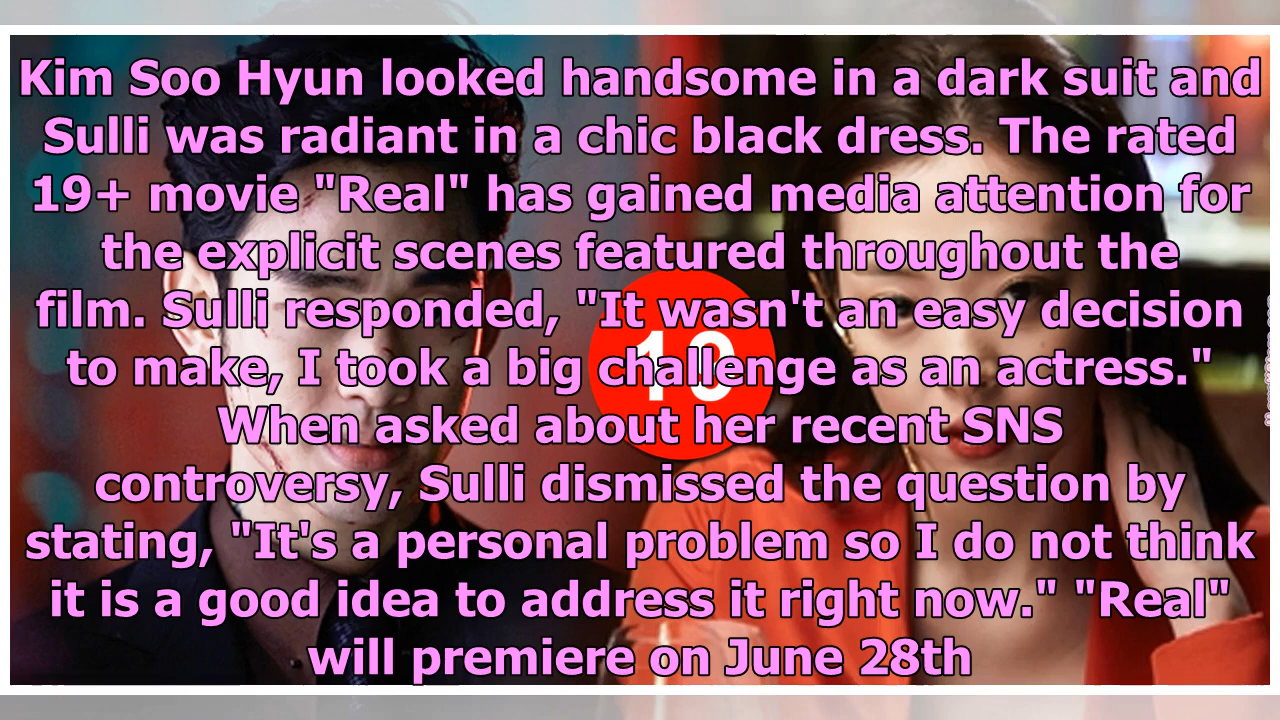 Kim Soo Hyun looked handsome in a dark suit and
Sulli was radiant in a chic black dress. The rated
19+ movie "Real" has gained media attention for
the explicit scenes featured throughout the
film. Sulli responded, "It wasn't an easy decision
to make, I took a big challenge as an actress."
When asked about her recent SNS
controversy, Sulli dismissed the question by
stating, "It's a personal problem so I do not think
it is a good idea to address it right now." "Real"
will premiere on June 28th